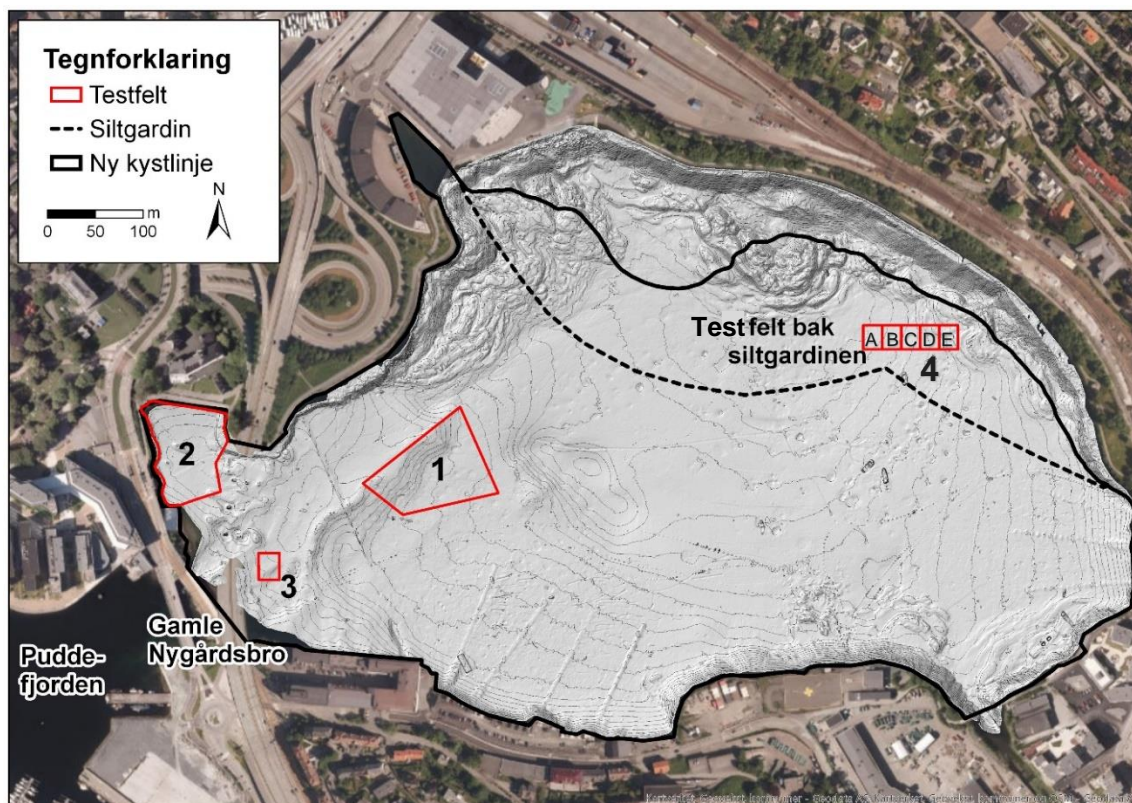 Tegnforklaring
Testfelt
Siltgardin
Ny kystlinje
N
m
0 50 100
Testfelt bak
siltgardinen
A B C D E
4
2
1
3
Gamle
Nygårdsbro
Pudde-
fjorden